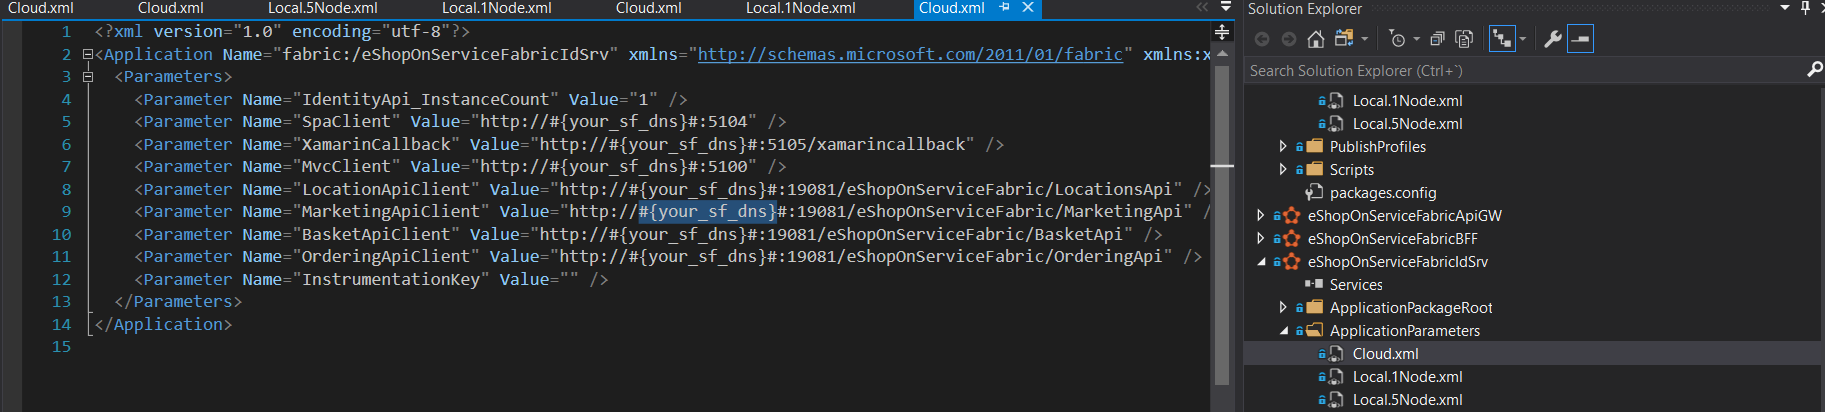 Cloud.xml Cloud.xml Local.5Node.xml Local.1Node.xml Cloud.xml Local.1Node.xml Cloud.xml
1 <?xml version="1.0" encoding="utf-8"?>
2 <Application Name="fabric:/eShopOnServiceFabricIdSrv" xmlns="http://schemas.microsoft.com/2011/01/fabric" xmlns:x
3 <Parameters>
4 <Parameter Name="IdentityApi_InstanceCount" Value="1" />
5 <Parameter Name="SpaClient" Value="http://#{your_sf_dns}#:5104" />
6 <Parameter Name="XamarinCallback" Value="http://#{your_sf_dns}#:5105/xamarincallback" />
7 <Parameter Name="MvcClient" Value="http://#{your_sf_dns}#:5100" />
8 <Parameter Name="LocationApiClient" Value="http://#{your_sf_dns}#:19081/eShopOnServiceFabric/LocationsApi" />
9 <Parameter Name="MarketingApiClient" Value="http://#{your_sf_dns}#:19081/eShopOnServiceFabric/MarketingApi" /
10 <Parameter Name="BasketApiClient" Value="http://#{your_sf_dns}#:19081/eShopOnServiceFabric/BasketApi" />
11 <Parameter Name="OrderingApiClient" Value="http://#{your_sf_dns}#:19081/eShopOnServiceFabric/OrderingApi" />
12 <Parameter Name="InstrumentationKey" Value="" />
13 </Parameters>
14 </Application>
15
Solution Explorer
Search Solution Explorer (Ctrl+`)
Local.1Node.xml
Local.5Node.xml
PublishProfiles
Scripts
packages.config
eShopOnServiceFabricApiGW
eShopOnServiceFabricBFF
eShopOnServiceFabricIdSrv
Services
ApplicationPackageRoot
ApplicationParameters
Cloud.xml
Local.1Node.xml
Local.5Node.xml